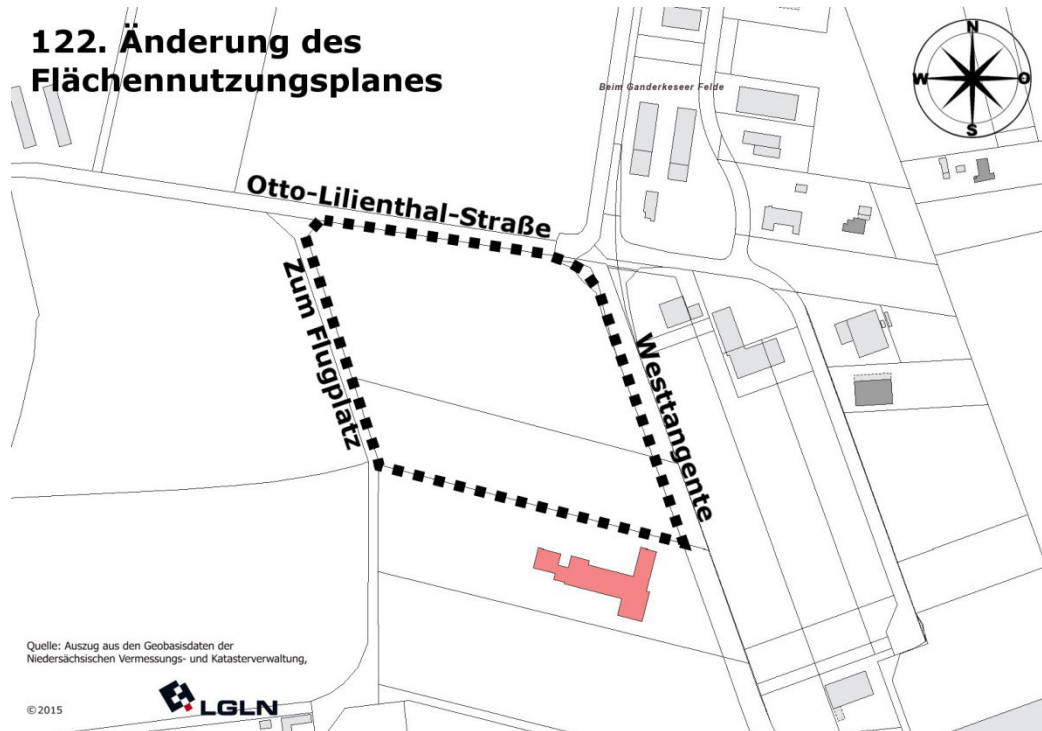 122. Änderung des
Flächennutzungsplanes
Beim Ganderkeseer Felde
N
W
O
S
Otto-Lilienthal-Straße
Zum Flugplatz
Westtangente
Quelle: Auszug aus den Geobasisdaten der
Niedersächsischen Vermessungs- und Katasterverwaltung,
©2015
LGLN